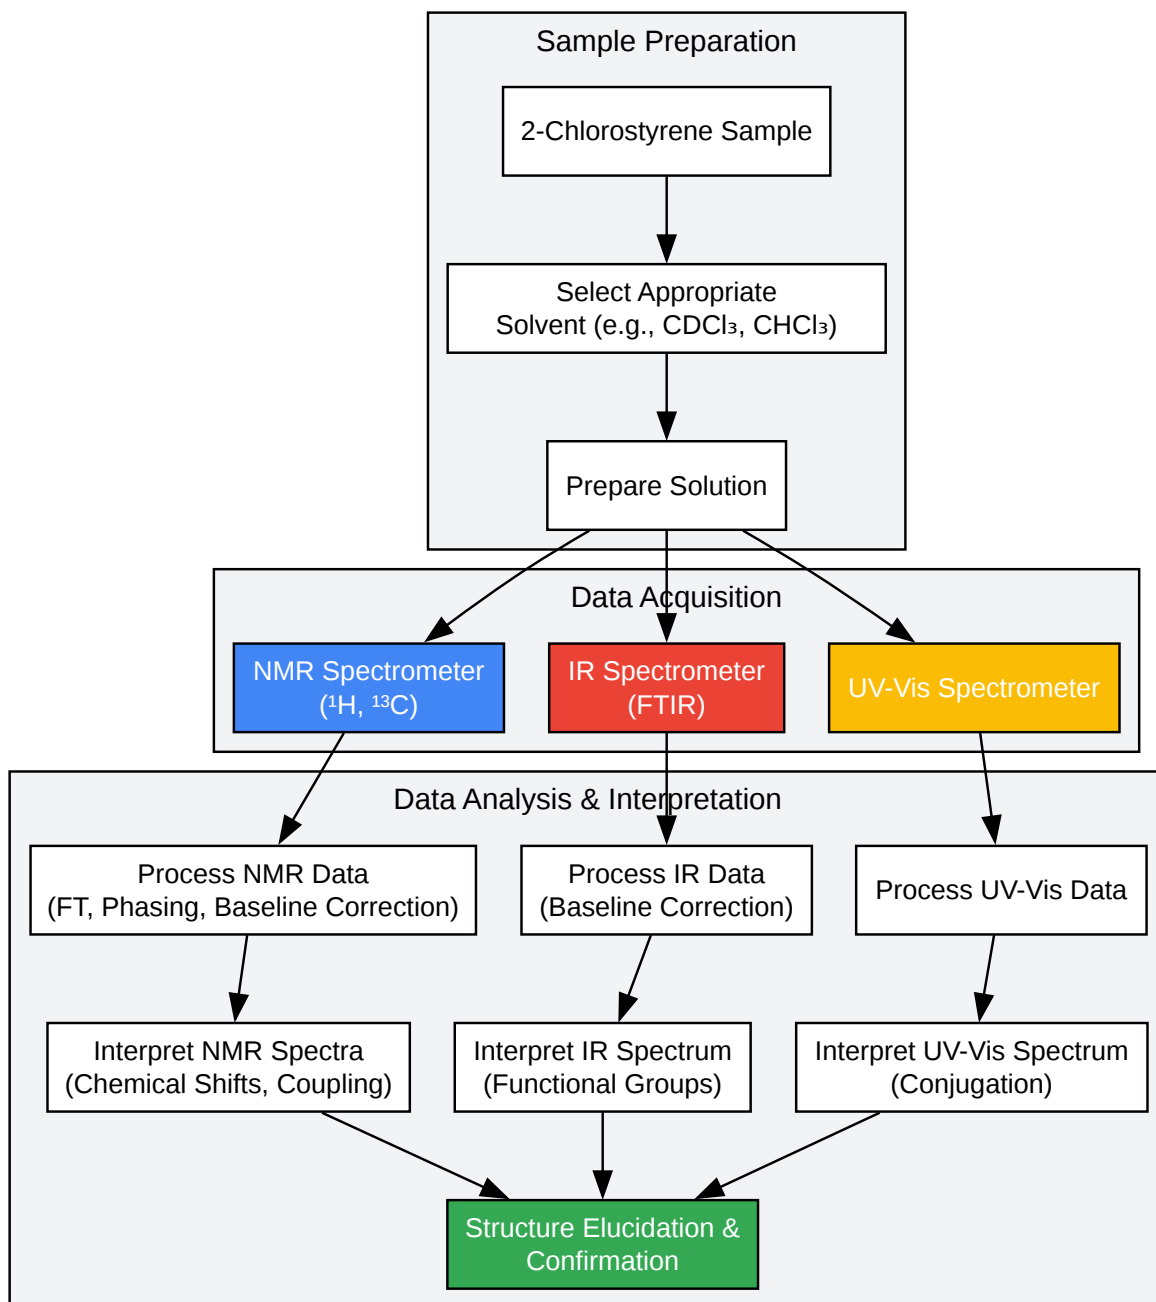 Sample Preparation
2-Chlorostyrene Sample
Select Appropriate
Solvent (e.g., CDCl₃, CHCl₃)
Prepare Solution
Data Acquisition
NMR Spectrometer
(¹H, ¹³C)
IR Spectrometer
(FTIR)
UV-Vis Spectrometer
Data Analysis & Interpretation
Process NMR Data
(FT, Phasing, Baseline Correction)
Process IR Data
(Baseline Correction)
Process UV-Vis Data
Interpret NMR Spectra
(Chemical Shifts, Coupling)
Interpret IR Spectrum
(Functional Groups)
Interpret UV-Vis Spectrum
(Conjugation)
Structure Elucidation &
Confirmation